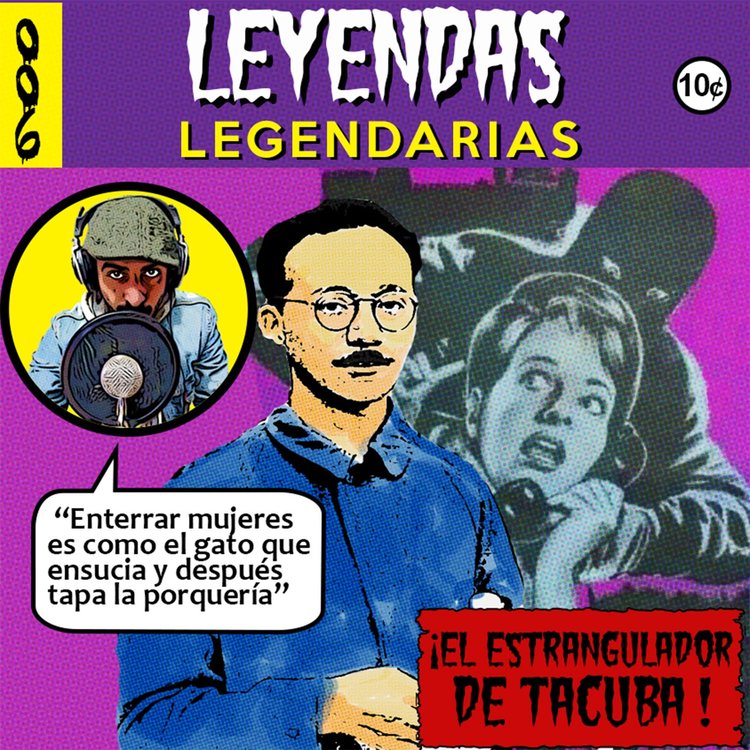 006
LEYENDAS
LEGENDARIAS
10¢
“Enterrar mujeres
es como el gato que
ensucia y después
tapa la porquería”
¡EL ESTRANGULADOR
DE TACUBA!